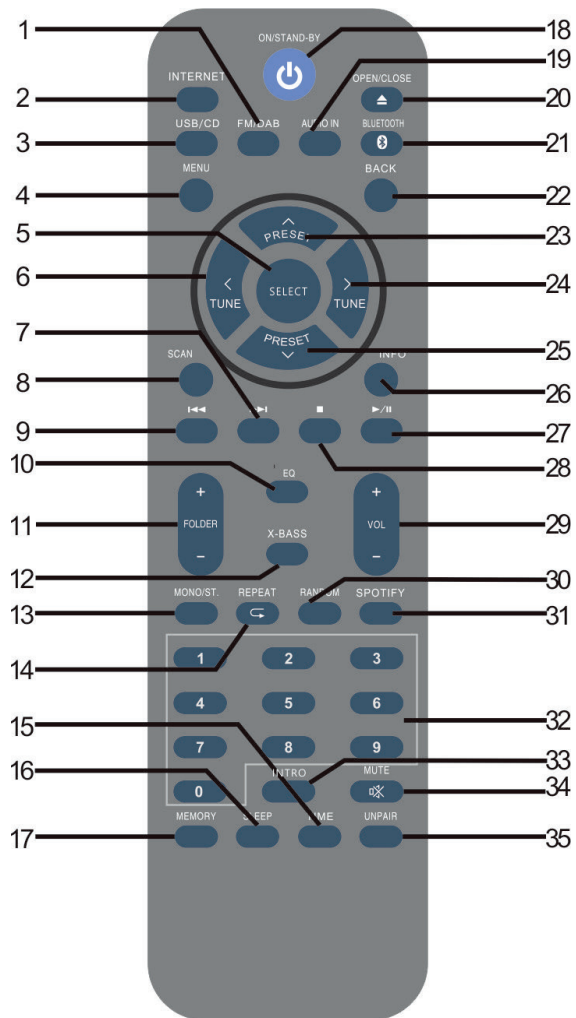 1
18
ON/STAND-BY
19
INTERNET
OPEN/CLOSE
2
20
USB/CD
FM/DAB
AUDIO IN
BLUETOOTH
3
21
MENU
BACK
4
22
5
PRESET
23
6
SELECT
TUNE
TUNE
24
7
PRESET
25
SCAN
INFO
8
26
9
27
28
10
EQ
11
+
FOLDER
-
+
VOL
-
29
X-BASS
12
30
MONO/ST.
REPEAT
RANDOM
SPOTIFY
13
31
14
1 2 3
4 5 6
15
32
7 8 9
16
33
INTRO
MUTE
0
34
MEMORY
SLEEP
TIME
UNPAIR
17
35